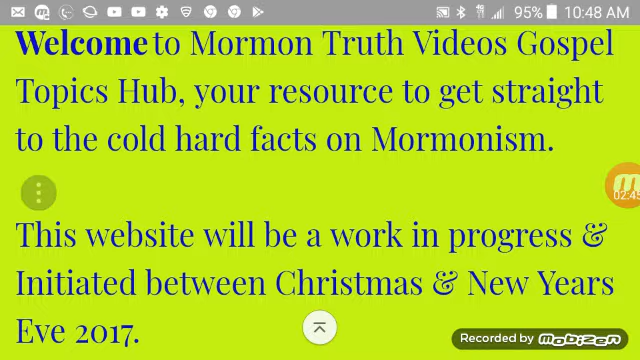 95% 10:48 AM
Welcome to Mormon Truth Videos Gospel
Topics Hub, your resource to get straight
to the cold hard facts on Mormonism.
02:45
This website will be a work in progress &
Initiated between Christmas & New Years
Eve 2017.
Recorded by mobizen